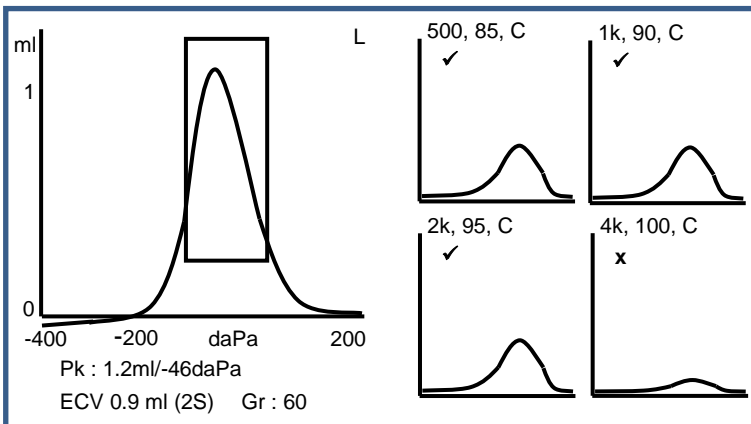 ml
L
1
0
-400
-200
daPa
200
Pk : 1.2ml/-46daPa
ECV 0.9 ml (2S) Gr : 60
500, 85, C
✓
1k, 90, C
✓
2k, 95, C
✓
4k, 100, C
x